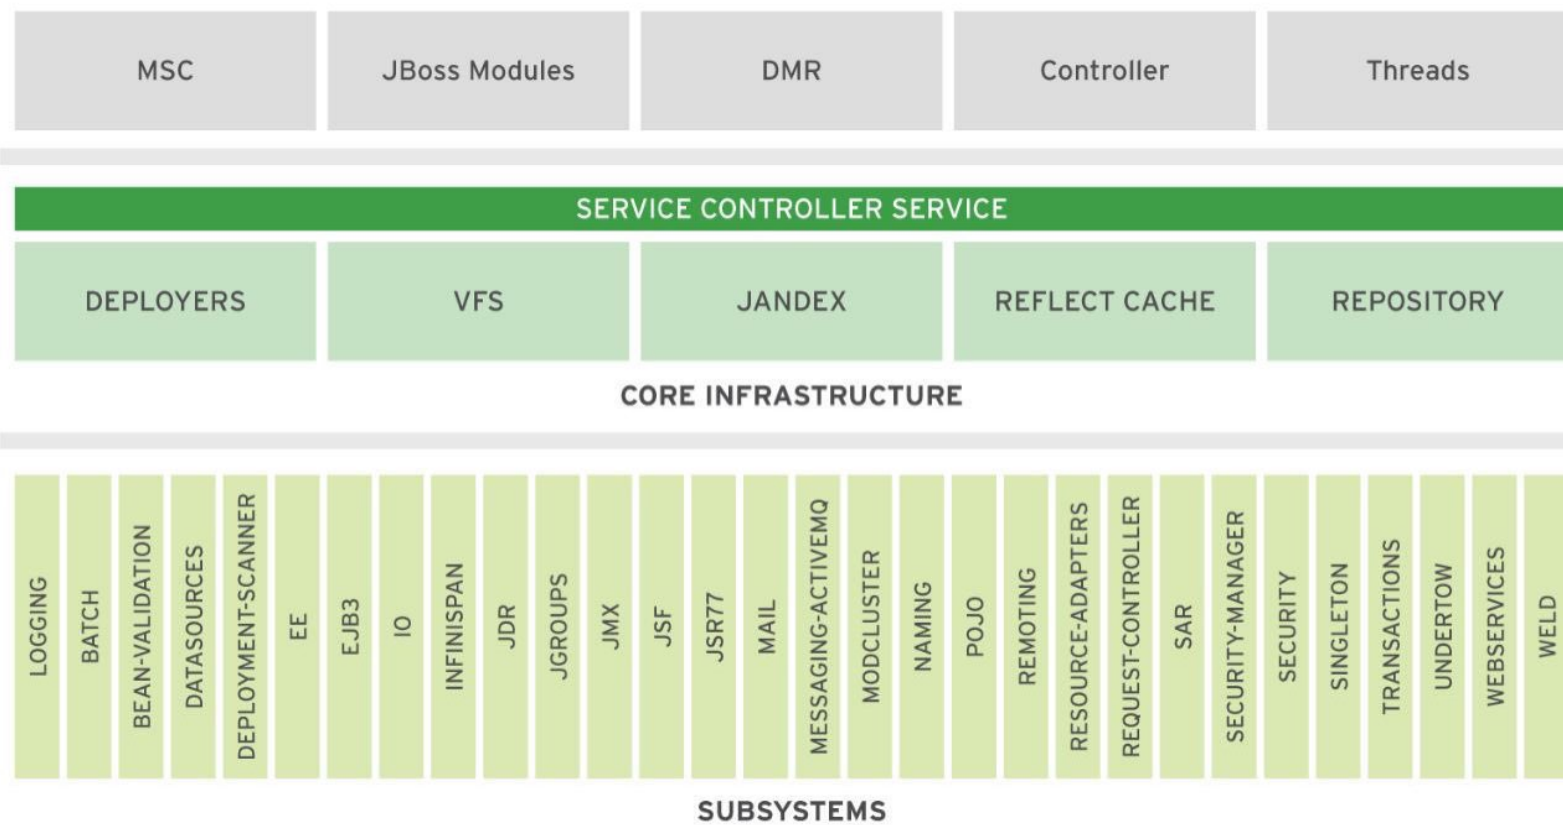 MSC
JBoss Modules
DMR
Controller
Threads
SERVICE CONTROLLER SERVICE
DEPLOYERS
VFS
JANDEX
REFLECT CACHE
REPOSITORY
CORE INFRASTRUCTURE
LOGGING
BATCH
BEAN-VALIDATION
DATASOURCES
DEPLOYMENT-SCANNER
EE
EJB3
IO
INFINISPAN
JDR
JGROUPS
JMX
JSF
JSR77
MAIL
MESSAGING-ACTIVEMQ
MODCLUSTER
NAMING
POJO
REMOTING
RESOURCE-ADAPTERS
REQUEST-CONTROLLER
SAR
SECURITY-MANAGER
SECURITY
SINGLETON
TRANSACTIONS
UNDERTOW
WEBSERVICES
WELD
SUBSYSTEMS